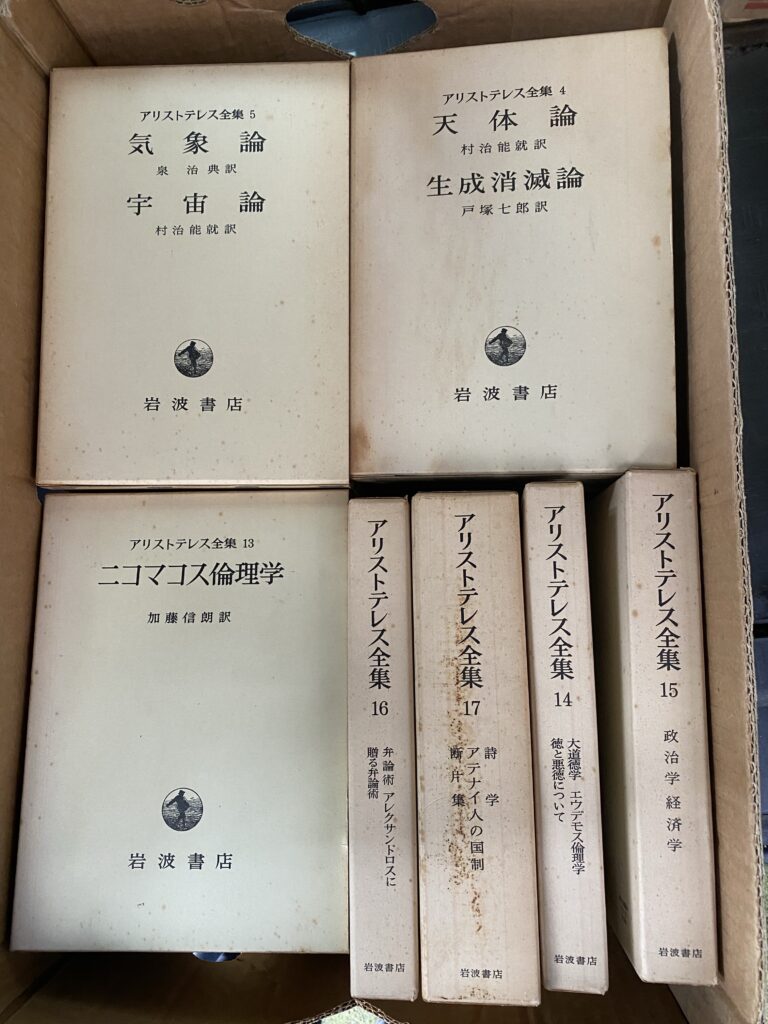 アリストテレス全集 5
気象論
泉治典訳
宇宙論
村治能就訳
岩波書店
アリストテレス全集 4
天体論
村治能就訳
生成消滅論
戸塚七郎訳
岩波書店
アリストテレス全集 13
ニコマコス倫理学
加藤信朗訳
岩波書店
アリストテレス全集
16
弁論術 アレクサンドロスに
贈る弁論術
岩波書店
アリストテレス全集
17
詩学
アテナイ人の国制
断片集
岩波書店
アリストテレス全集
14
大道徳学 エウデモス倫理学
徳と悪徳について
岩波書店
アリストテレス全集
15
政治学 経済学
岩波書店